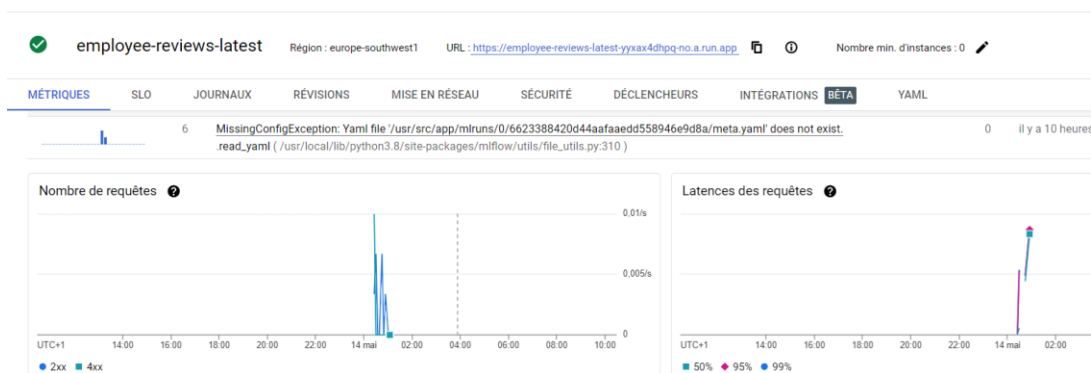 employee-reviews-latest Région : europe-southwest1 URL : https://employee-reviews-latest-yyxax4dhpq-no.a.run.app Nombre min. d'instances : 0
MÉTRIQUES SLO JOURNAUX RÉVISIONS MISE EN RÉSEAU SÉCURITÉ DÉCLENCHEURS INTÉGRATIONS BÊTA YAML
6 MissingConfigException: Yaml file '/usr/src/app/mlruns/0/6623388420d44aafaaedd558946e9d8a/meta.yaml' does not exist. 0 il y a 10 heures
.read_yaml ( /usr/local/lib/python3.8/site-packages/mlflow/utils/file_utils.py:310 )
Nombre de requêtes
0,01/s
0,005/s
0
UTC+1 14:00 16:00 18:00 20:00 22:00 14 mai 02:00 04:00 06:00 08:00 10:00
2xx 4xx
Latences des requêtes
UTC+1 14:00 16:00 18:00 20:00 22:00 14 mai 02:00
50% 95% 99%